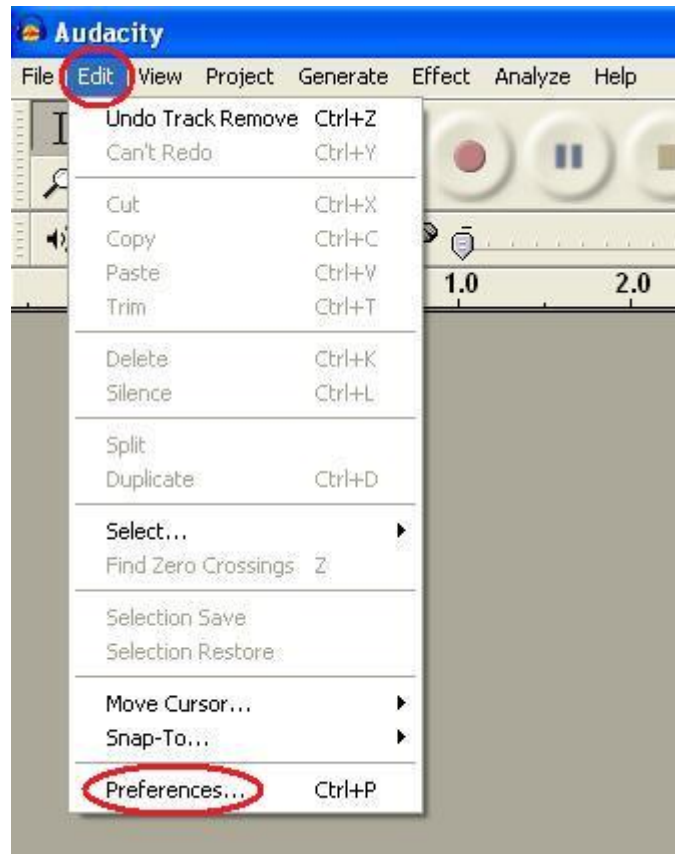 Audacity
File Edit View Project Generate Effect Analyze Help
Undo Track Remove Ctrl+Z
Can't Redo Ctrl+Y
Cut Ctrl+X
Copy Ctrl+C
Paste Ctrl+V
Trim Ctrl+T
1.0 2.0
Delete Ctrl+K
Silence Ctrl+L
Split
Duplicate Ctrl+D
Select...
Find Zero Crossings Z
Selection Save
Selection Restore
Move Cursor...
Snap-To...
Preferences... Ctrl+P